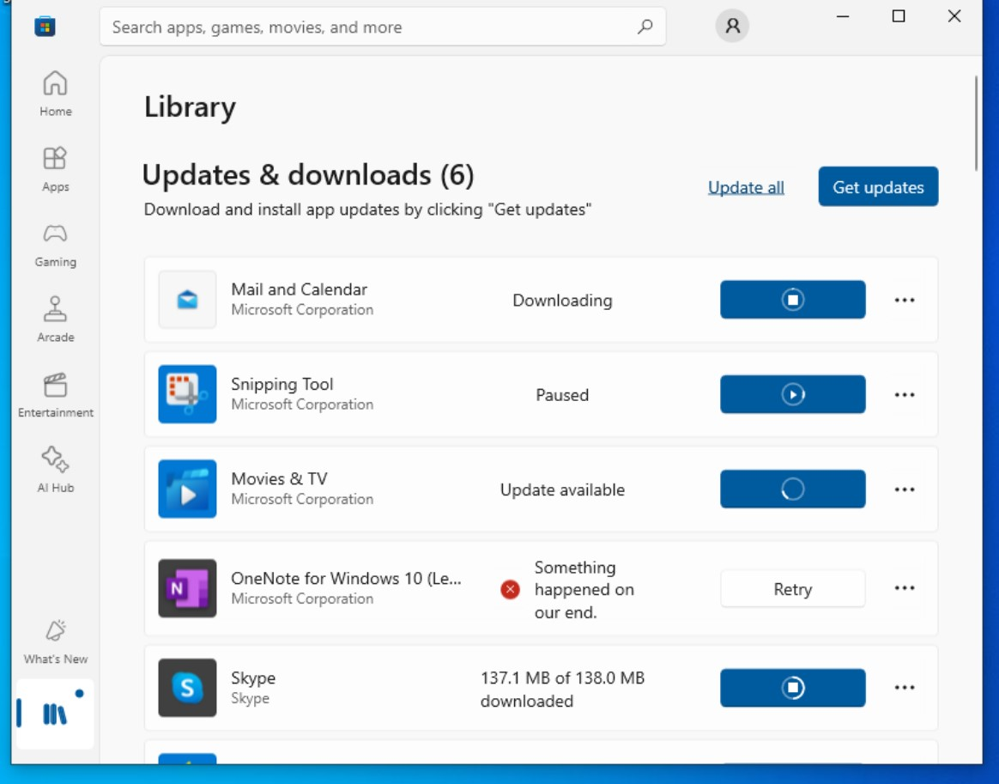 Search apps, games, movies, and more
Home
Apps
Gaming
Arcade
Entertainment
AI Hub
What's New
Library
Updates & downloads (6)
Download and install app updates by clicking "Get updates"
Update all
Get updates
Mail and Calendar
Microsoft Corporation
Downloading
Snipping Tool
Microsoft Corporation
Paused
Movies & TV
Microsoft Corporation
Update available
OneNote for Windows 10 (Le...
Microsoft Corporation
Something
happened on
our end.
Retry
Skype
Skype
137.1 MB of 138.0 MB
downloaded